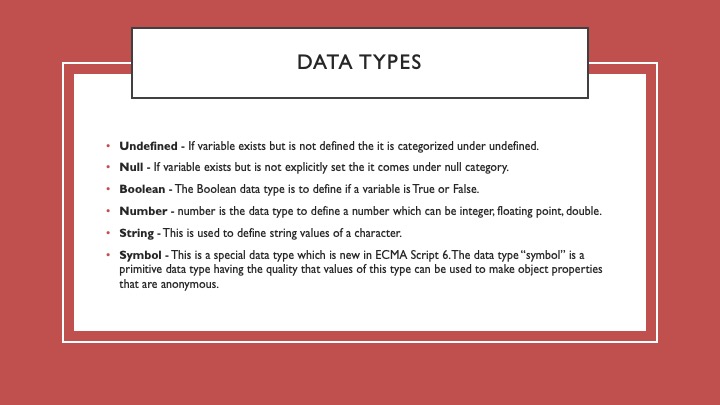 DATA TYPES
• Undefined - If variable exists but is not defined the it is categorized under undefined.
• Null - If variable exists but is not explicitly set the it comes under null category.
• Boolean - The Boolean data type is to define if a variable is True or False.
• Number - number is the data type to define a number which can be integer, floating point, double.
• String - This is used to define string values of a character.
• Symbol - This is a special data type which is new in ECMA Script 6. The data type “symbol” is a
primitive data type having the quality that values of this type can be used to make object properties
that are anonymous.